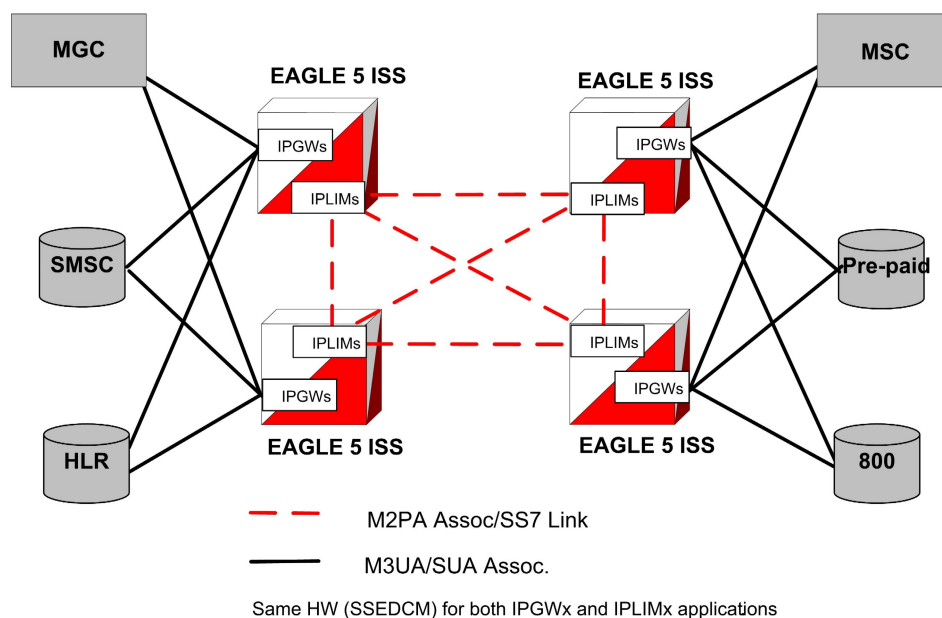 MGC
MSC
EAGLE 5 ISS
EAGLE 5 ISS
IPGWs
IPGWs
IPLIMs
IPLIMs
SMSC
Pre-paid
IPLIMs
IPLIMs
IPGWs
IPGWs
EAGLE 5 ISS
EAGLE 5 ISS
HLR
800
M2PA Assoc/SS7 Link
M3UA/SUA Assoc.
Same HW (SSEDCM) for both IPGWx and IPLIMx applications